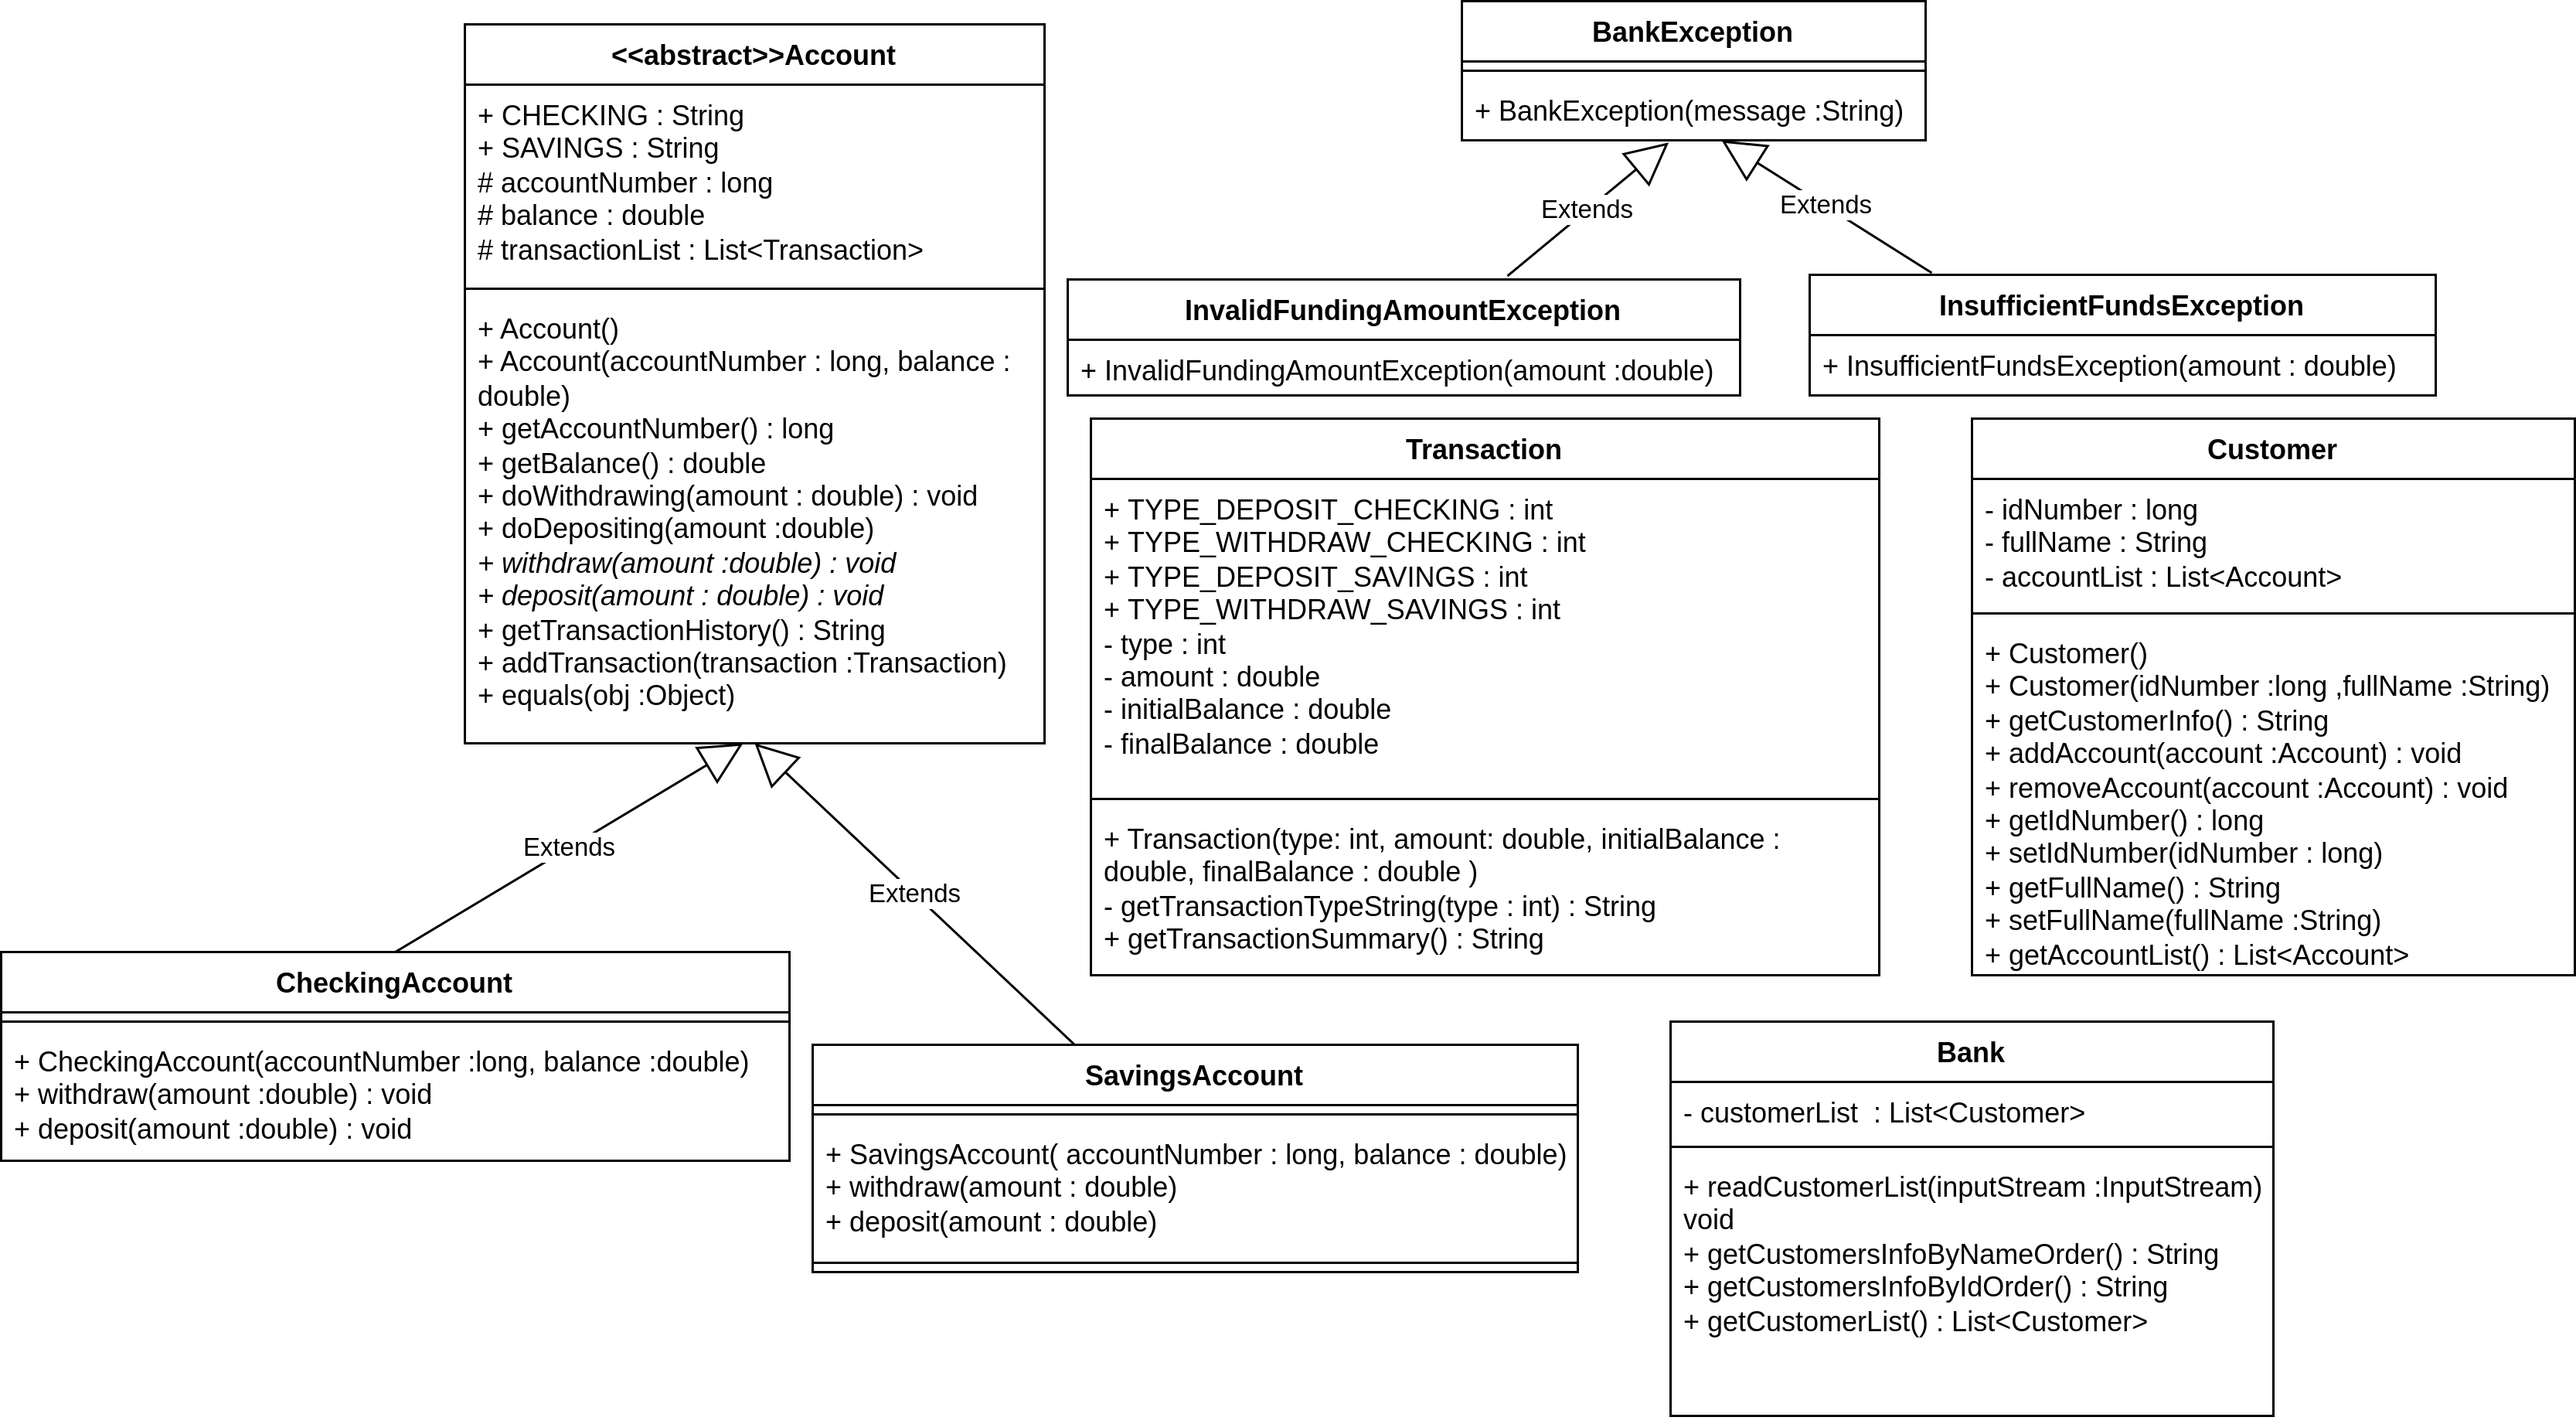 <<abstract>>Account
+ CHECKING : String
+ SAVINGS : String
# accountNumber : long
# balance : double
# transactionList : List<Transaction>
+ Account()
+ Account(accountNumber : long, balance :
double)
+ getAccountNumber() : long
+ getBalance() : double
+ doWithdrawing(amount : double) : void
+ doDepositing(amount :double)
+ withdraw(amount :double) : void
+ deposit(amount : double) : void
+ getTransactionHistory() : String
+ addTransaction(transaction :Transaction)
+ equals(obj :Object)
BankException
+ BankException(message :String)
Extends
Extends
InvalidFundingAmountException
+ InvalidFundingAmountException(amount :double)
InsufficientFundsException
+ InsufficientFundsException(amount : double)
Transaction
+ TYPE_DEPOSIT_CHECKING : int
+ TYPE_WITHDRAW_CHECKING : int
+ TYPE_DEPOSIT_SAVINGS : int
+ TYPE_WITHDRAW_SAVINGS : int
- type : int
- amount : double
- initialBalance : double
- finalBalance : double
+ Transaction(type: int, amount: double, initialBalance :
double, finalBalance : double )
- getTransactionTypeString(type : int) : String
+ getTransactionSummary() : String
Customer
- idNumber : long
- fullName : String
- accountList : List<Account>
+ Customer()
+ Customer(idNumber :long ,fullName :String)
+ getCustomerInfo() : String
+ addAccount(account :Account) : void
+ removeAccount(account :Account) : void
+ getIdNumber() : long
+ setIdNumber(idNumber : long)
+ getFullName() : String
+ setFullName(fullName :String)
+ getAccountList() : List<Account>
Extends
Extends
CheckingAccount
+ CheckingAccount(accountNumber :long, balance :double)
+ withdraw(amount :double) : void
+ deposit(amount :double) : void
SavingsAccount
+ SavingsAccount( accountNumber : long, balance : double)
+ withdraw(amount : double)
+ deposit(amount : double)
Bank
- customerList  : List<Customer>
+ readCustomerList(inputStream :InputStream)
void
+ getCustomersInfoByNameOrder() : String
+ getCustomersInfoByIdOrder() : String
+ getCustomerList() : List<Customer>